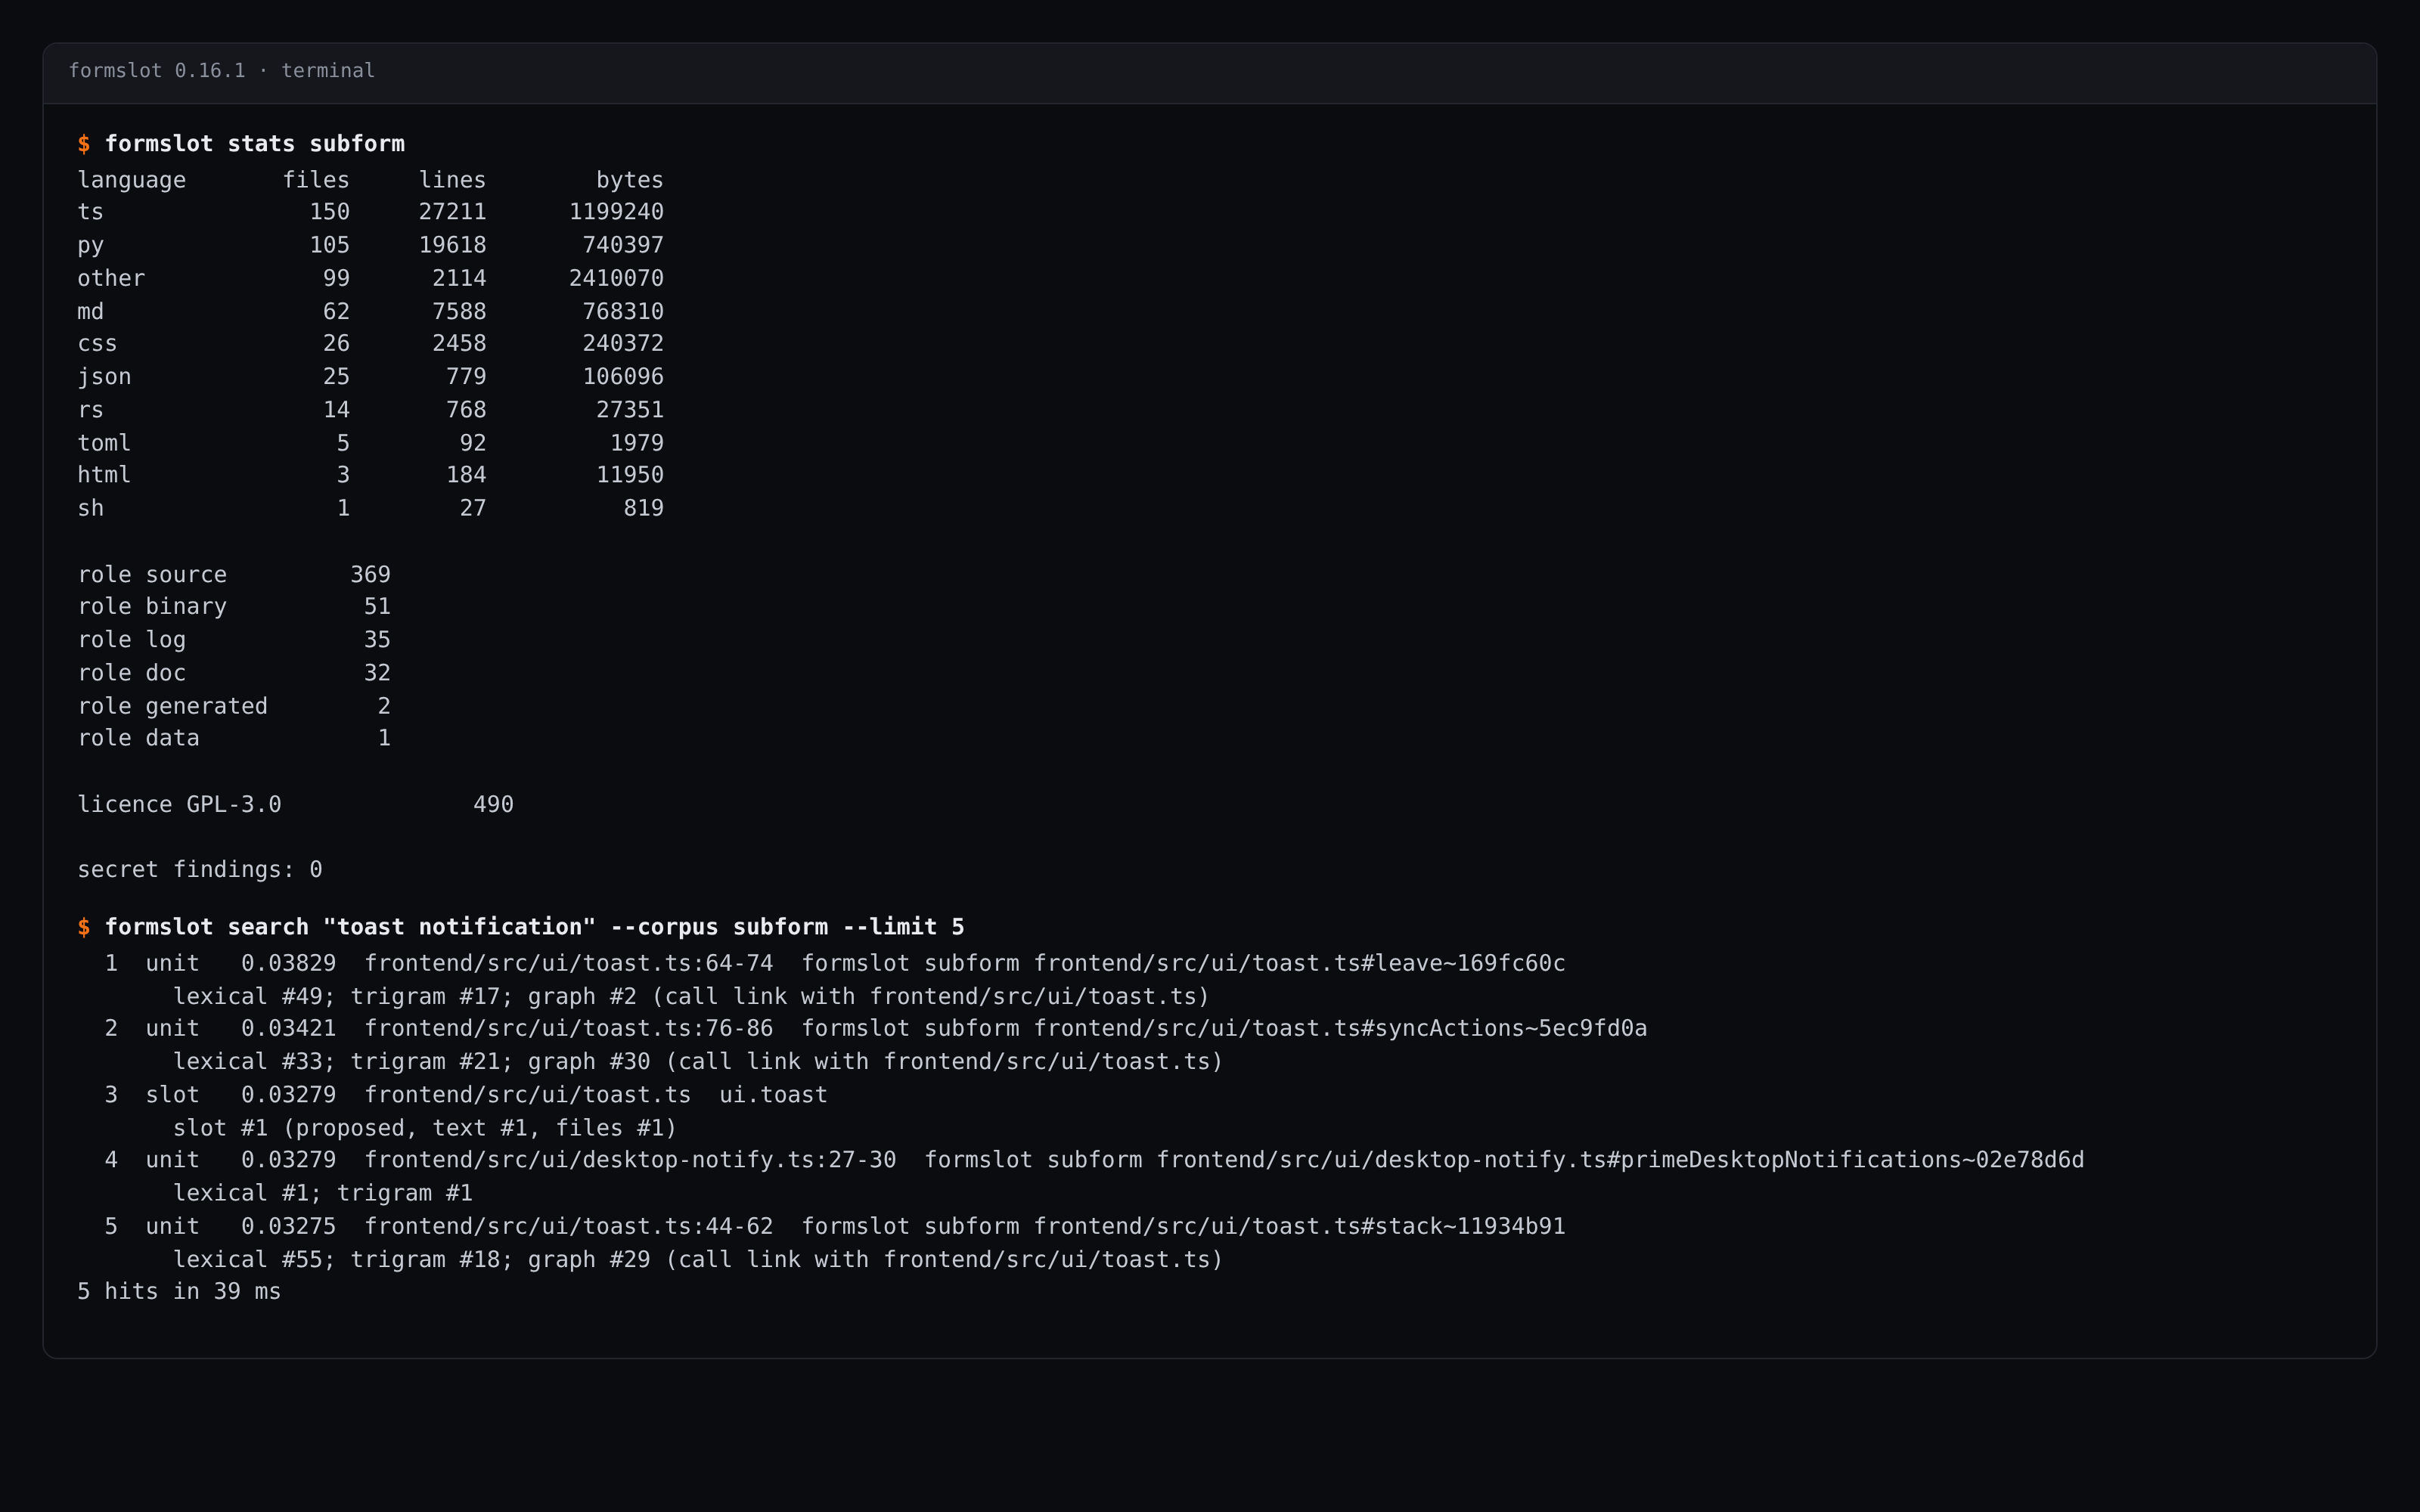 formslot 0.16.1 · terminal
$ formslot stats subform
language       files     lines        bytes
ts               150     27211      1199240
py               105     19618       740397
other             99      2114      2410070
md                62      7588       768310
css               26      2458       240372
json              25       779       106096
rs                14       768        27351
toml               5        92         1979
html               3       184        11950
sh                 1        27          819
role source         369
role binary          51
role log             35
role doc             32
role generated        2
role data             1
licence GPL-3.0              490
secret findings: 0
$ formslot search "toast notification" --corpus subform --limit 5
  1  unit   0.03829  frontend/src/ui/toast.ts:64-74  formslot subform frontend/src/ui/toast.ts#leave~169fc60c
       lexical #49; trigram #17; graph #2 (call link with frontend/src/ui/toast.ts)
  2  unit   0.03421  frontend/src/ui/toast.ts:76-86  formslot subform frontend/src/ui/toast.ts#syncActions~5ec9fd0a
       lexical #33; trigram #21; graph #30 (call link with frontend/src/ui/toast.ts)
  3  slot   0.03279  frontend/src/ui/toast.ts  ui.toast
       slot #1 (proposed, text #1, files #1)
  4  unit   0.03279  frontend/src/ui/desktop-notify.ts:27-30  formslot subform frontend/src/ui/desktop-notify.ts#primeDesktopNotifications~02e78d6d
       lexical #1; trigram #1
  5  unit   0.03275  frontend/src/ui/toast.ts:44-62  formslot subform frontend/src/ui/toast.ts#stack~11934b91
       lexical #55; trigram #18; graph #29 (call link with frontend/src/ui/toast.ts)
5 hits in 39 ms